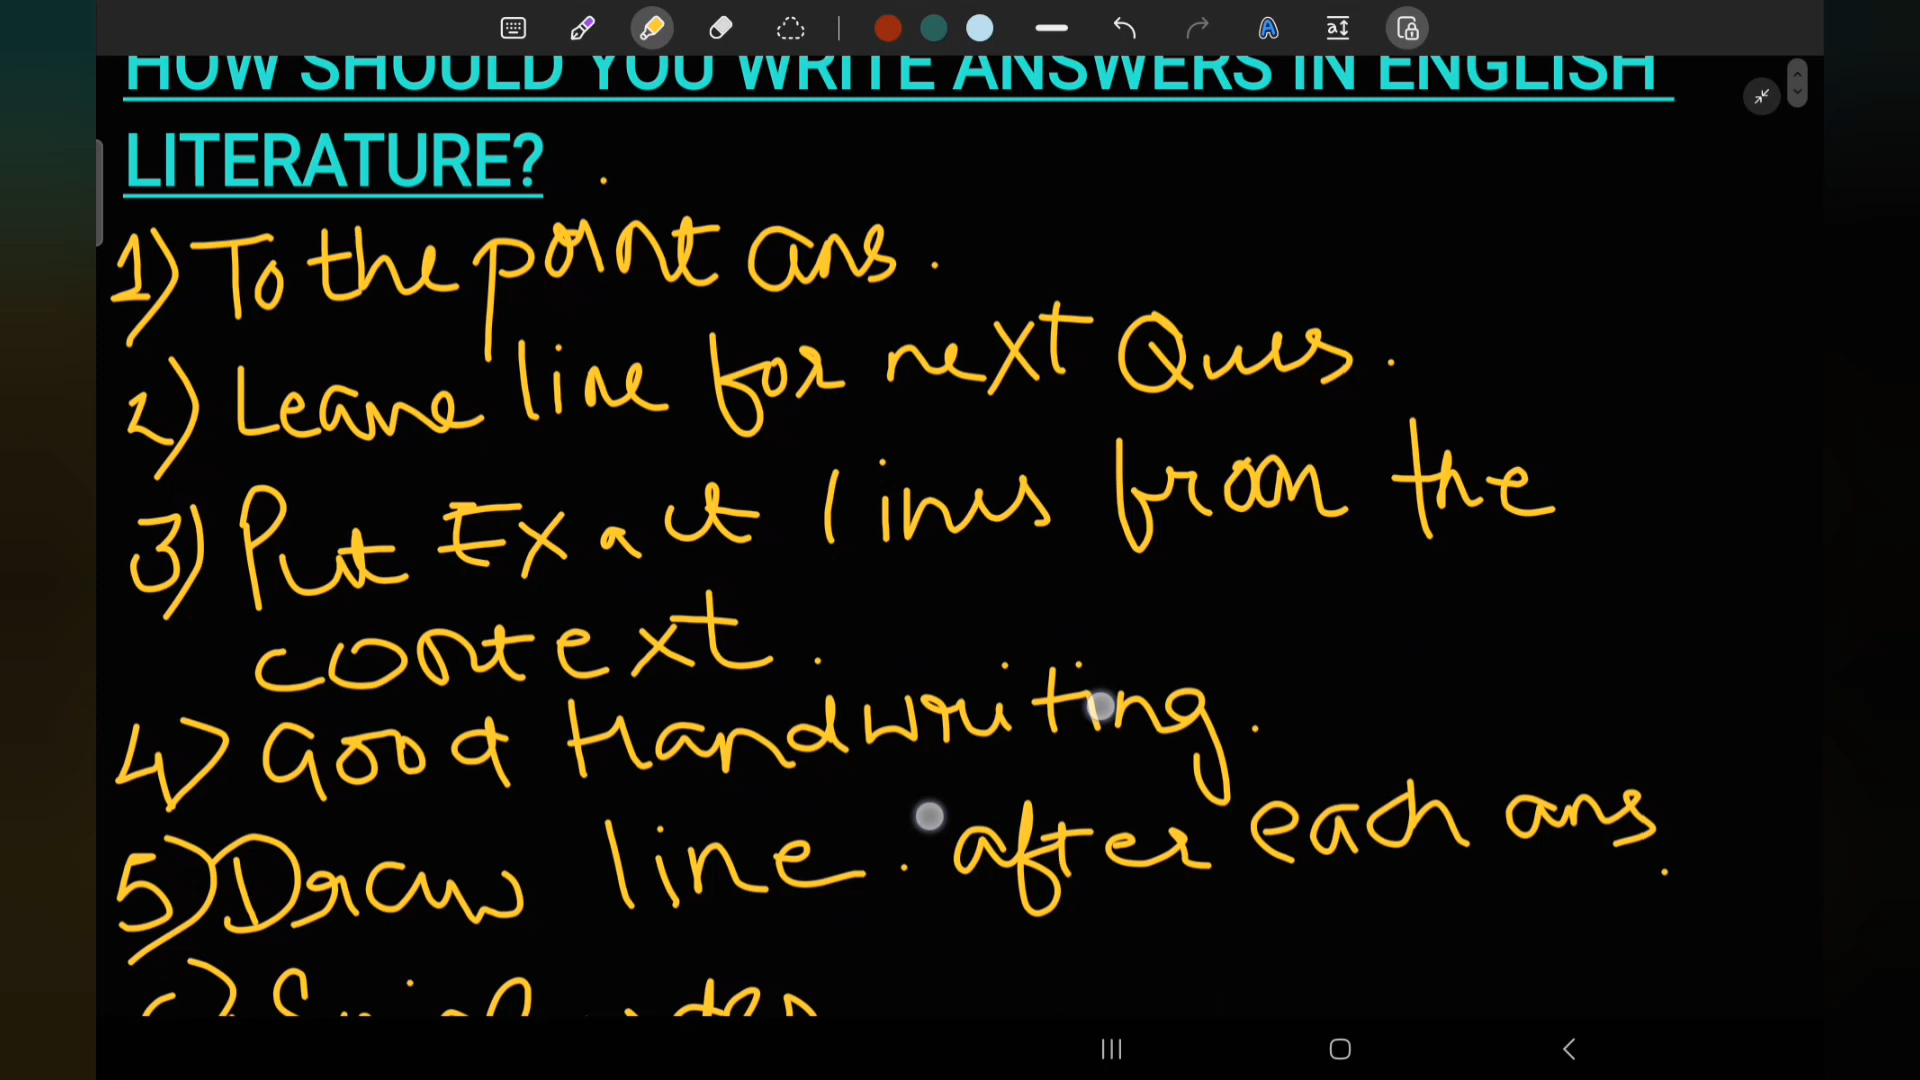 HOW SHOULD YOU WRITE ANSWERS IN ENGLISH
LITERATURE?
1) To the point ans.
2) Leave line for next Ques.
3) Put Exact lines from the
context.
4) Good Handwriting.
5) Draw line. after each ans.